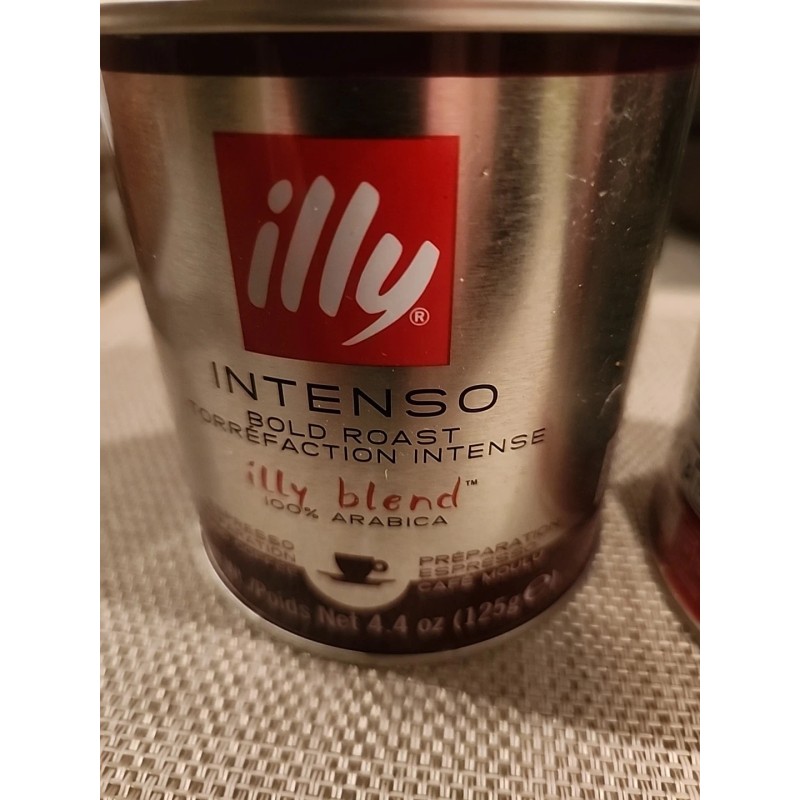 illy®
INTENSO
BOLD ROAST
TORRÉFACTION INTENSE
illy blend™
100% ARABICA
PRÉPARATION
ESPRESSO
CAFÉ MOULU
/Poids Net 4.4 oz (125g ℮)